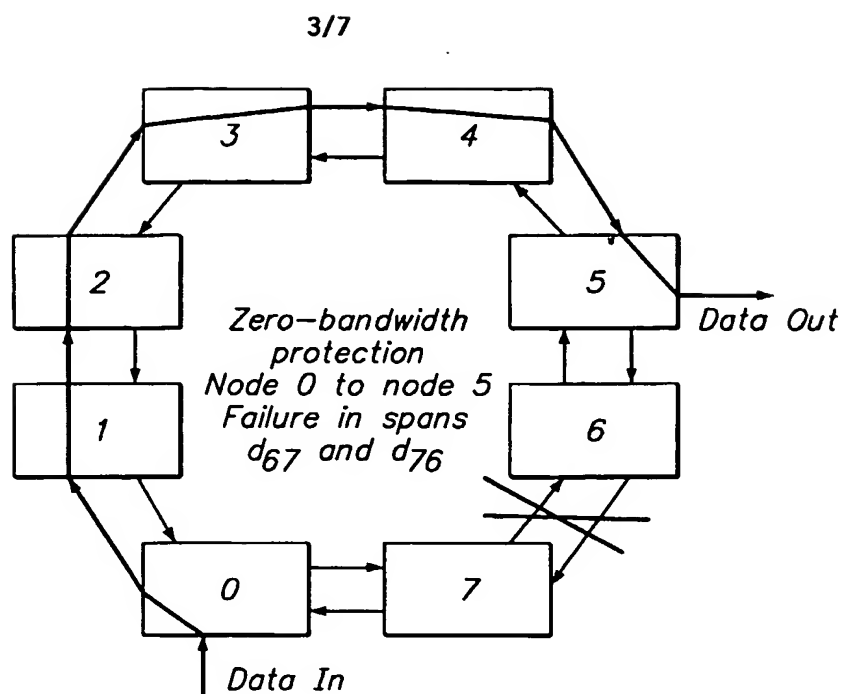 3/7
3
4
2
5
Data Out
Zero-bandwidth
protection
Node 0 to node 5
Failure in spans
d67 and d76
1
6
0
7
Data In